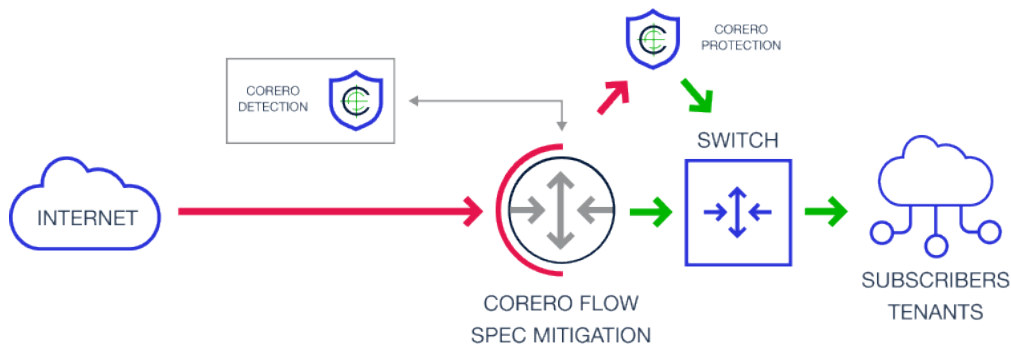 CORERO
PROTECTION
CORERO
DETECTION
SWITCH
INTERNET
CORERO FLOW
SPEC MITIGATION
SUBSCRIBERS
TENANTS